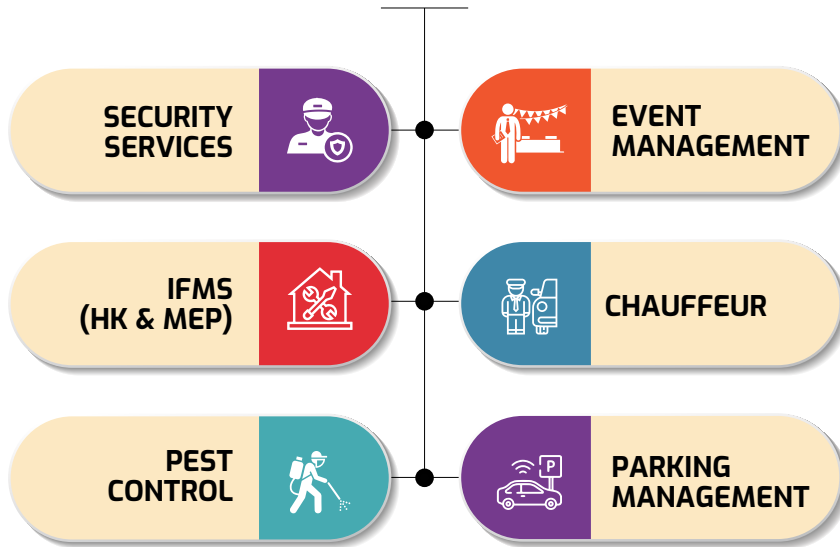 SECURITY
SERVICES
EVENT
MANAGEMENT
IFMS
(HK & MEP)
CHAUFFEUR
PEST
CONTROL
P
PARKING
MANAGEMENT